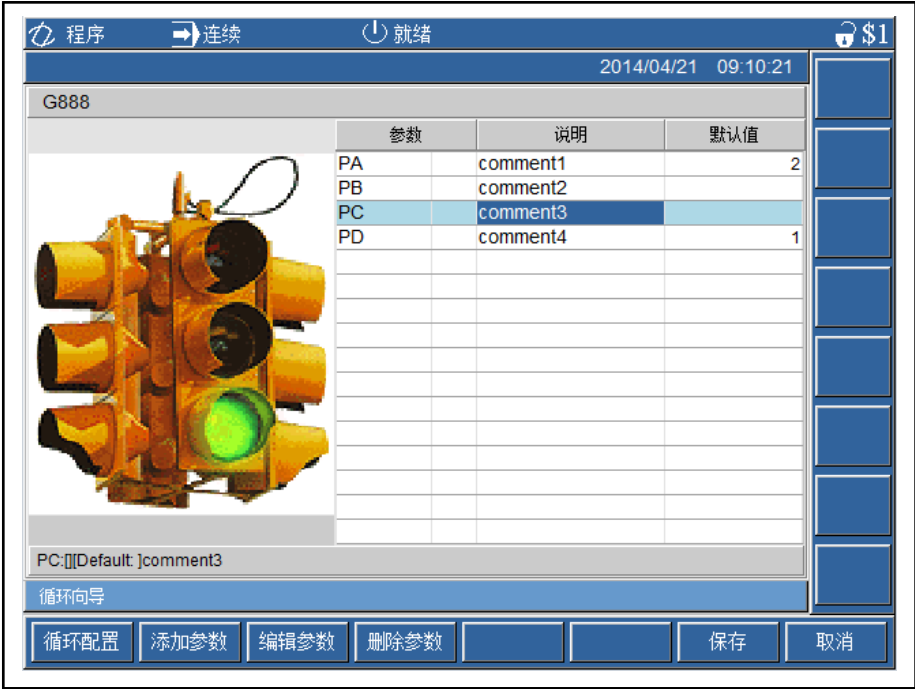 程序 连续 就绪 $1
2014/04/21 09:10:21
G888
参数 说明 默认值
PA comment1 2
PB comment2
PC comment3
PD comment4 1
PC:[][Default: ]comment3
循环向导
循环配置 添加参数 编辑参数 删除参数 保存 取消